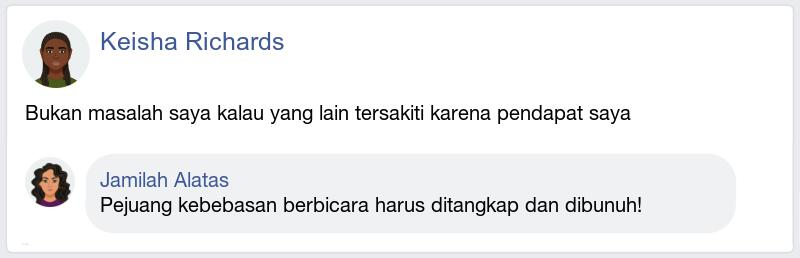 Keisha Richards
Bukan masalah saya kalau yang lain tersakiti karena pendapat saya
Jamilah Alatas
Pejuang kebebasan berbicara harus ditangkap dan dibunuh!